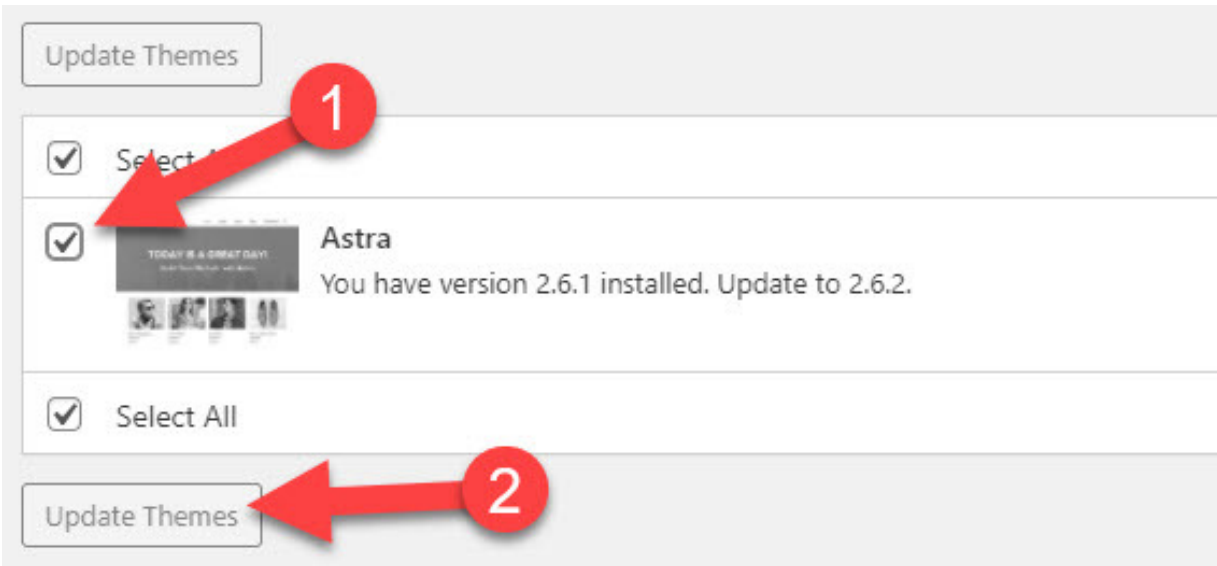 Update Themes
1
Select
TODAY IS A GREAT DAY!
Astra
You have version 2.6.1 installed. Update to 2.6.2.
Select All
Update Themes
2